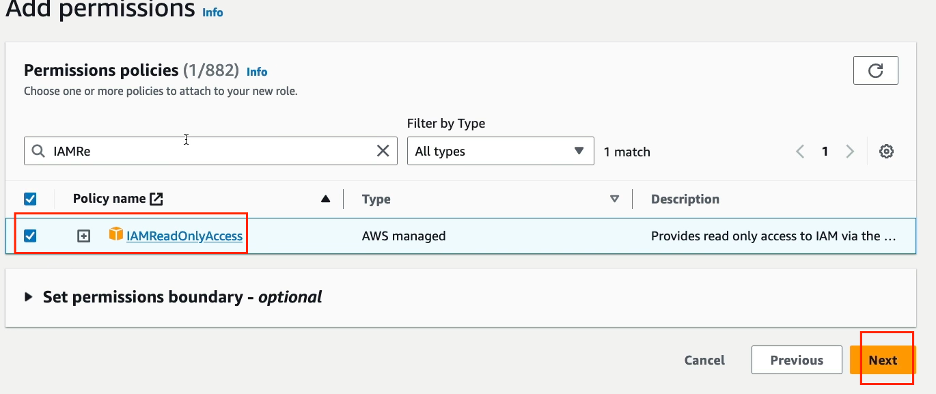 Add permissions Info
Permissions policies (1/882) Info
Choose one or more policies to attach to your new role.
Filter by Type
IAMRe
All types
1 match
1
Policy name
Type
Description
IAMReadOnlyAccess
AWS managed
Provides read only access to IAM via the ...
Set permissions boundary - optional
Cancel
Previous
Next